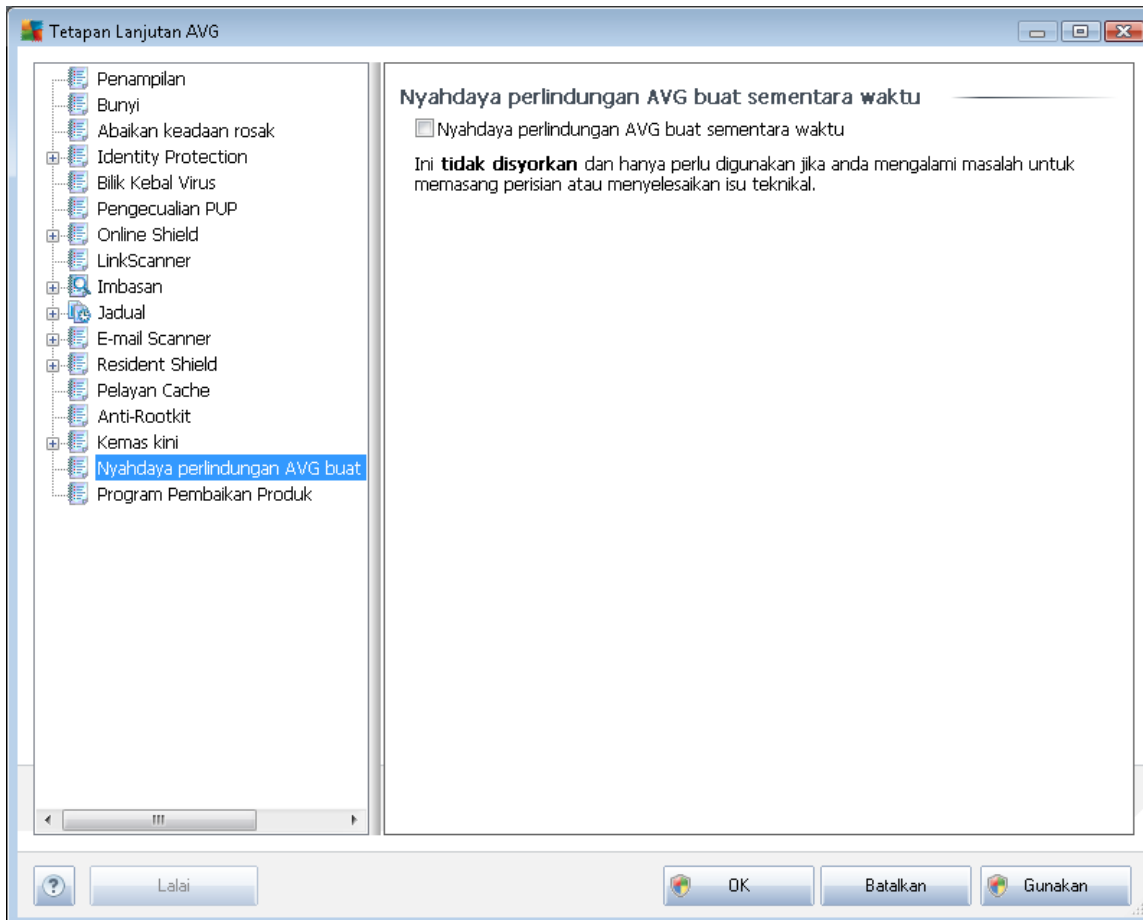 Tetapan Lanjutan AVG
Penampilan
Bunyi
Abaikan keadaan rosak
Identity Protection
Bilik Kebal Virus
Pengecualian PUP
Online Shield
LinkScanner
Imbasan
Jadual
E-mail Scanner
Resident Shield
Pelayan Cache
Anti-Rootkit
Kemas kini
Nyahdaya perlindungan AVG buat
Program Pembaikan Produk
Nyahdaya perlindungan AVG buat sementara waktu
Nyahdaya perlindungan AVG buat sementara waktu
Ini tidak disyorkan dan hanya perlu digunakan jika anda mengalami masalah untuk
memasang perisian atau menyelesaikan isu teknikal.
?
Lalai
OK
Batalkan
Gunakan